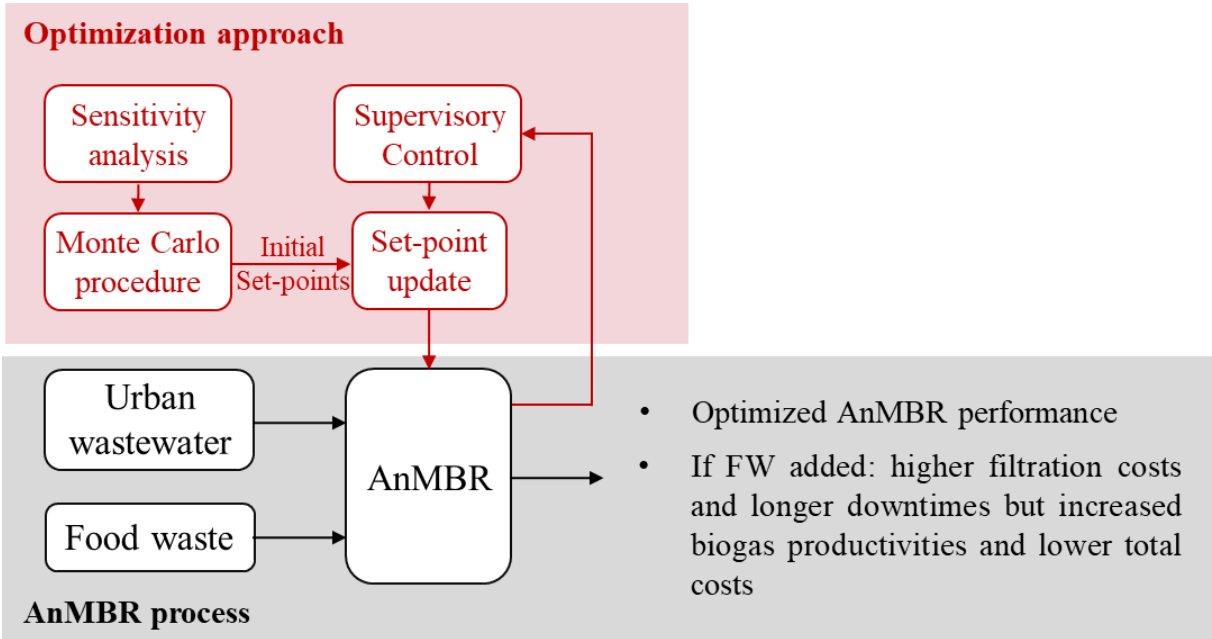 Optimization approach
Sensitivity
analysis
Supervisory
Control
Monte Carlo
procedure
Initial
Set-points
Set-point
update
Urban
wastewater
Food waste
AnMBR
• Optimized AnMBR performance
• If FW added: higher filtration costs
and longer downtimes but increased
biogas productivities and lower total
costs
AnMBR process